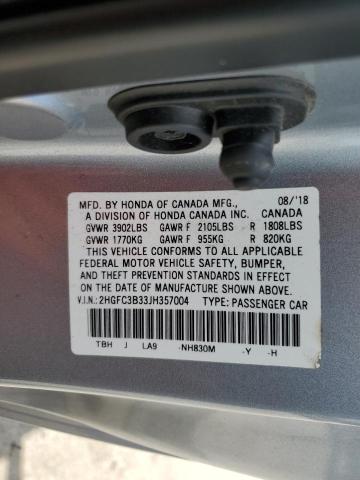 MFD. BY HONDA OF CANADA MFG., 08/'18
A DIVISION OF HONDA CANADA INC. CANADA
GVWR 3902LBS GAWR F 2105LBS R 1808LBS
GVWR 1770KG GAWR F 955KG R 820KG
THIS VEHICLE CONFORMS TO ALL APPLICABLE
FEDERAL MOTOR VEHICLE SAFETY, BUMPER,
AND THEFT PREVENTION STANDARDS IN EFFECT
ON THE DATE OF MANUFACTURE SHOWN ABOVE.
V.I.N.: 2HGFC3B33JH357004 TYPE: PASSENGER CAR
TBH J LA9 -NH830M -Y -H